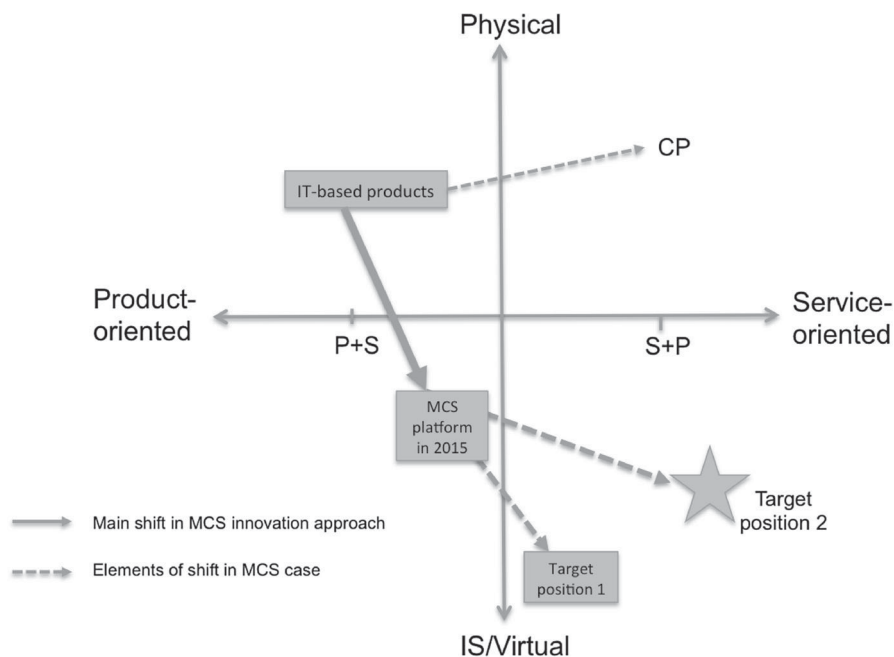 Physical
CP
IT-based products
Product-
oriented
Service-
oriented
P+S
S+P
MCS
platform
in 2015
Target
position 2
Main shift in MCS innovation approach
Elements of shift in MCS case
Target
position 1
IS/Virtual